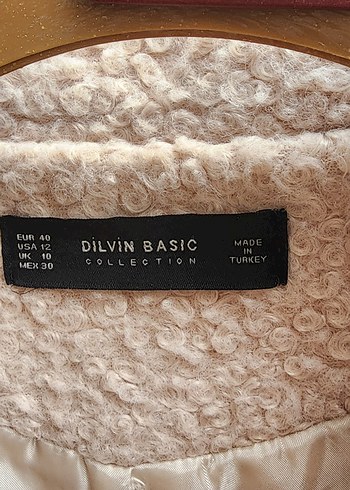 EUR 40
USA 12
UK 10
MEX 30
DİLVİN BASIC
COLLECTION
MADE
IN
TURKEY